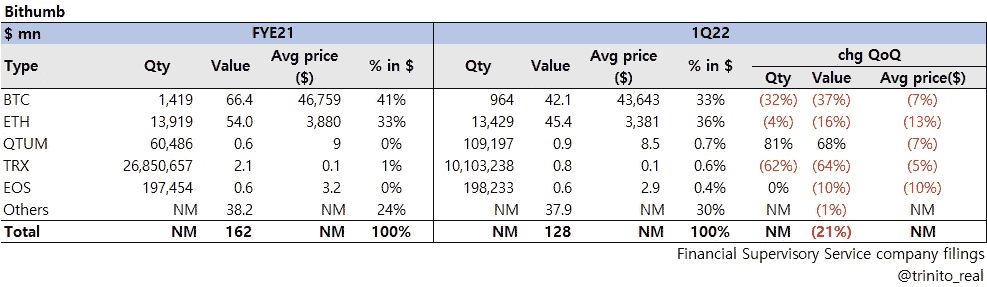 Bithumb
$ mn FYE21 1Q22
Type Qty Value Avg price ($) % in $ Qty Value Avg price ($) % in $ chg QoQ
Qty Value Avg price($)
BTC 1,419 66.4 46,759 41% 964 42.1 43,643 33% (32%) (37%) (7%)
ETH 13,919 54.0 3,880 33% 13,429 45.4 3,381 36% (4%) (16%) (13%)
QTUM 60,486 0.6 9 0% 109,197 0.9 8.5 0.7% 81% 68% (7%)
TRX 26,850,657 2.1 0.1 1% 10,103,238 0.8 0.1 0.6% (62%) (64%) (5%)
EOS 197,454 0.6 3.2 0% 198,233 0.6 2.9 0.4% 0% (10%) (10%)
Others NM 38.2 NM 24% NM 37.9 NM 30% NM (1%) NM
Total NM 162 NM 100% NM 128 NM 100% NM (21%) NM
Financial Supervisory Service company filings
@trinito_real